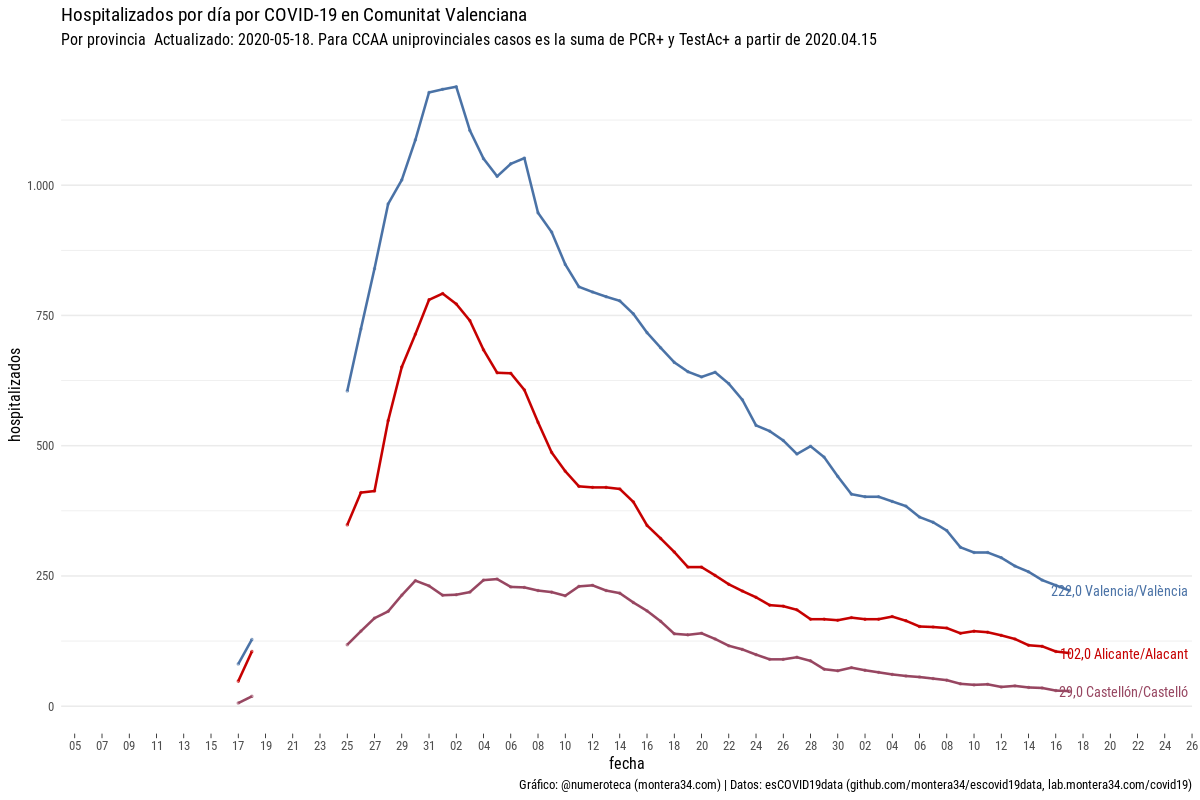 Hospitalizados por día por COVID-19 en Comunitat Valenciana
Por provincia  Actualizado: 2020-05-18. Para CCAA uniprovinciales casos es la suma de PCR+ y TestAc+ a partir de 2020.04.15
hospitalizados
1.000
750
500
250
0
222,0 Valencia/València
102,0 Alicante/Alacant
29,0 Castellón/Castelló
05 07 09 11 13 15 17 19 21 23 25 27 29 31 02 04 06 08 10 12 14 16 18 20 22 24 26 28 30 02 04 06 08 10 12 14 16 18 20 22 24 26
fecha
Gráfico: @numeroteca (montera34.com) | Datos: esCOVID19data (github.com/montera34/escovid19data, lab.montera34.com/covid19)